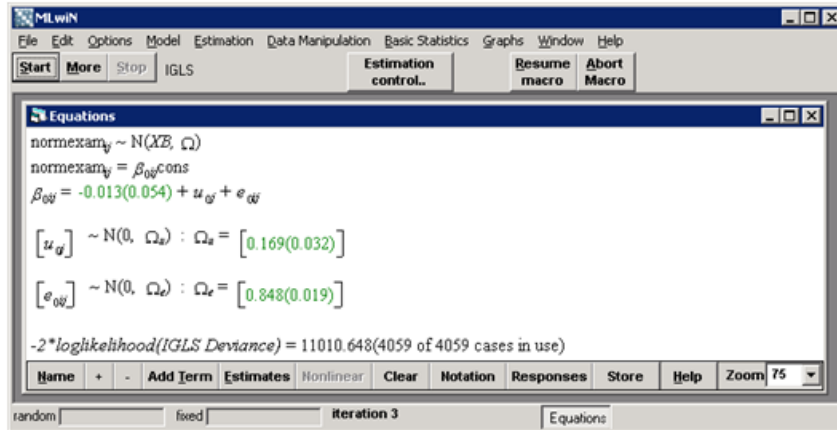 MLwiN
File Edit Options Model Estimation Data Manipulation Basic Statistics Graphs Window Help
Start More Stop IGLS Estimation control.. Resume macro Abort Macro
Equations
normexam_ij ~ N(XB, Ω)
normexam_ij = β_0ij cons
β_0ij = -0.013(0.054) + u_0j + e_0ij
[u_0j] ~ N(0, Ω_u) : Ω_u = [0.169(0.032)]
[e_0ij] ~ N(0, Ω_e) : Ω_e = [0.848(0.019)]
-2*loglikelihood(IGLS Deviance) = 11010.648(4059 of 4059 cases in use)
Name + - Add Term Estimates Nonlinear Clear Notation Responses Store Help Zoom 75
random fixed iteration 3 Equations